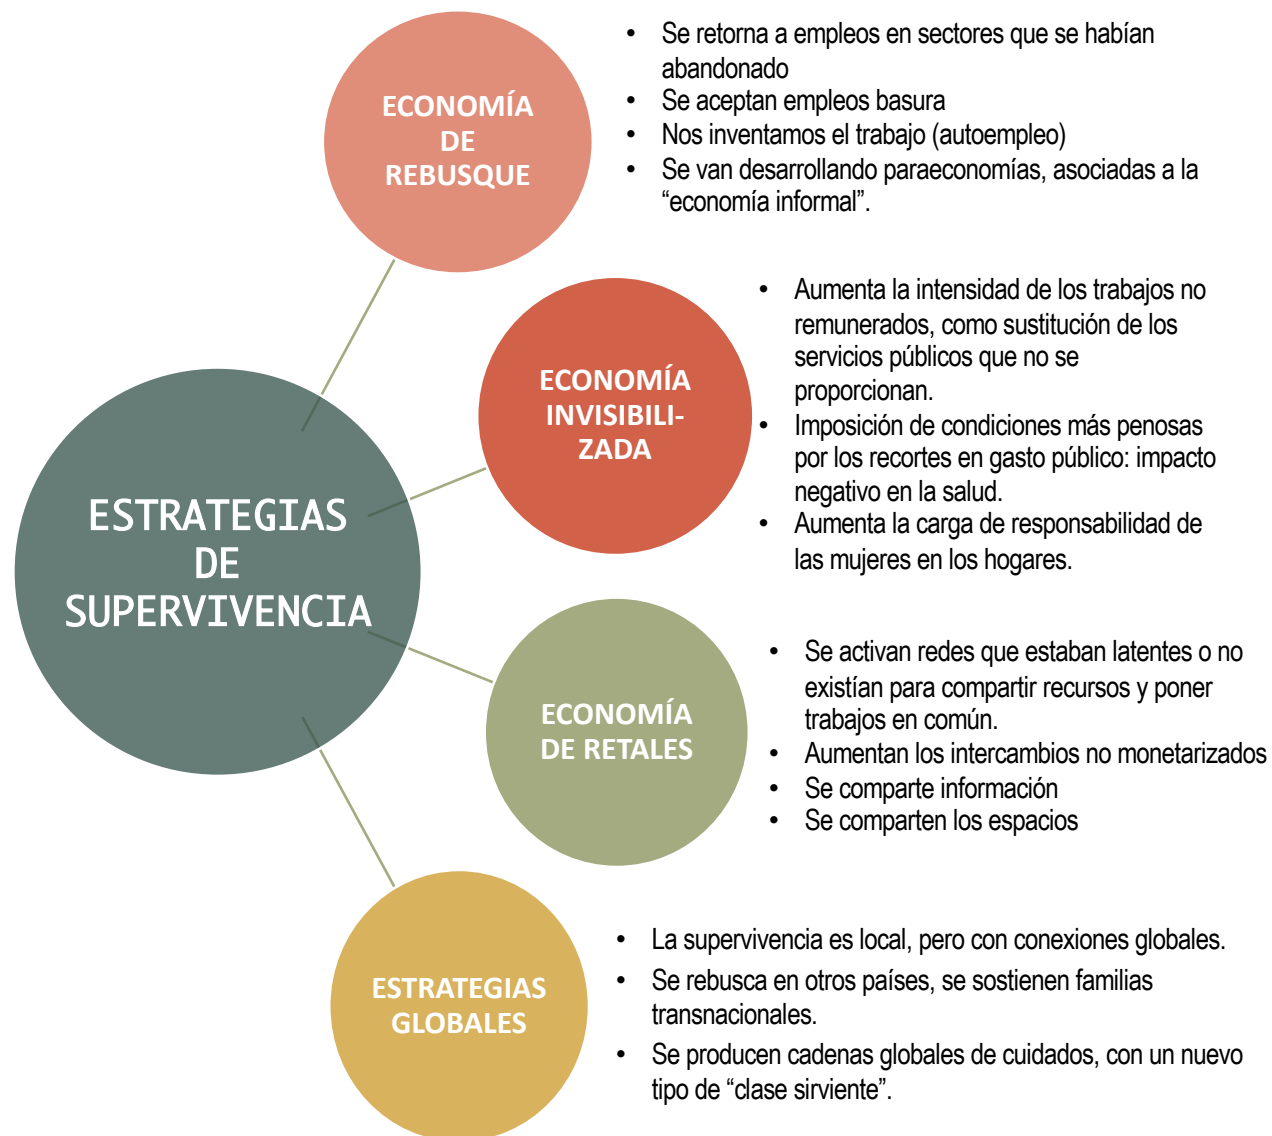 ESTRATEGIAS
DE
SUPERVIVENCIA
ECONOMÍA
DE
REBUSQUE
• Se retorna a empleos en sectores que se habían
abandonado
• Se aceptan empleos basura
• Nos inventamos el trabajo (autoempleo)
• Se van desarrollando paraeconomías, asociadas a la
“economía informal”.
ECONOMÍA
INVISIBILI-
ZADA
• Aumenta la intensidad de los trabajos no
remunerados, como sustitución de los
servicios públicos que no se
proporcionan.
• Imposición de condiciones más penosas
por los recortes en gasto público: impacto
negativo en la salud.
• Aumenta la carga de responsabilidad de
las mujeres en los hogares.
ECONOMÍA
DE RETALES
• Se activan redes que estaban latentes o no
existían para compartir recursos y poner
trabajos en común.
• Aumentan los intercambios no monetarizados
• Se comparte información
• Se comparten los espacios
ESTRATEGIAS
GLOBALES
• La supervivencia es local, pero con conexiones globales.
• Se rebusca en otros países, se sostienen familias
transnacionales.
• Se producen cadenas globales de cuidados, con un nuevo
tipo de “clase sirviente”.